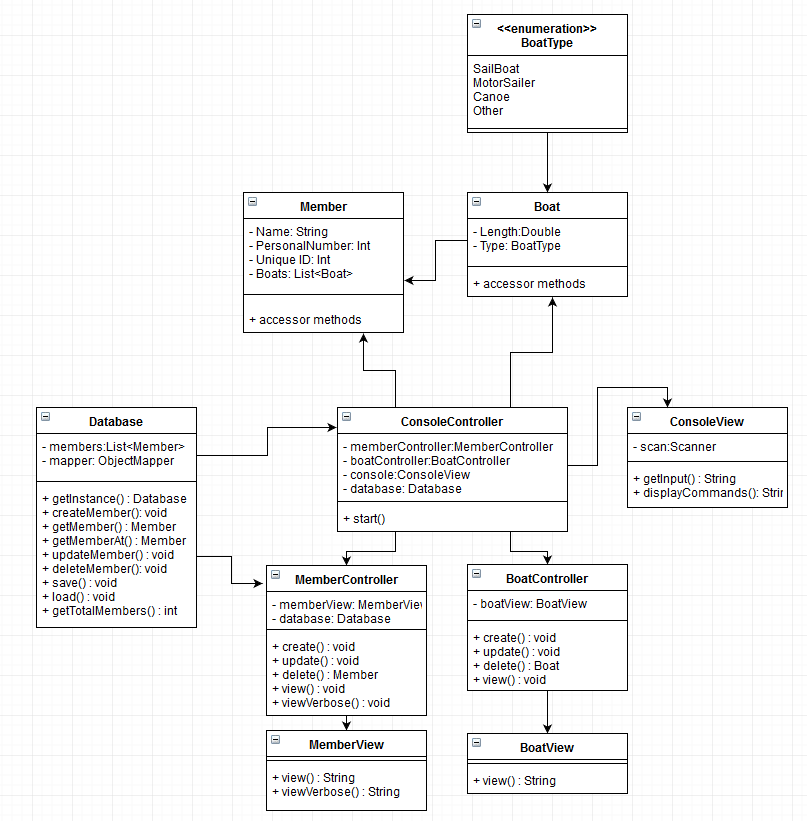 <<enumeration>>
BoatType
SailBoat
MotorSailer
Canoe
Other
Member
- Name: String
- PersonalNumber: Int
- Unique ID: Int
- Boats: List<Boat>
+ accessor methods
Boat
- Length:Double
- Type: BoatType
+ accessor methods
Database
- members:List<Member>
- mapper: ObjectMapper
+ getInstance() : Database
+ createMember(): void
+ getMember() : Member
+ getMemberAt() : Member
+ updateMember() : void
+ deleteMember(): void
+ save() : void
+ load() : void
+ getTotalMembers() : int
ConsoleController
- memberController:MemberController
- boatController:BoatController
- console:ConsoleView
- database: Database
+ start()
ConsoleView
- scan:Scanner
+ getInput() : String
+ displayCommands(): Strin
MemberController
- memberView: MemberView
- database: Database
+ create() : void
+ update() : void
+ delete() : Member
+ view() : void
+ viewVerbose() : void
BoatController
- boatView: BoatView
+ create() : void
+ update() : void
+ delete() : Boat
+ view() : void
MemberView
+ view() : String
+ viewVerbose() : String
BoatView
+ view() : String